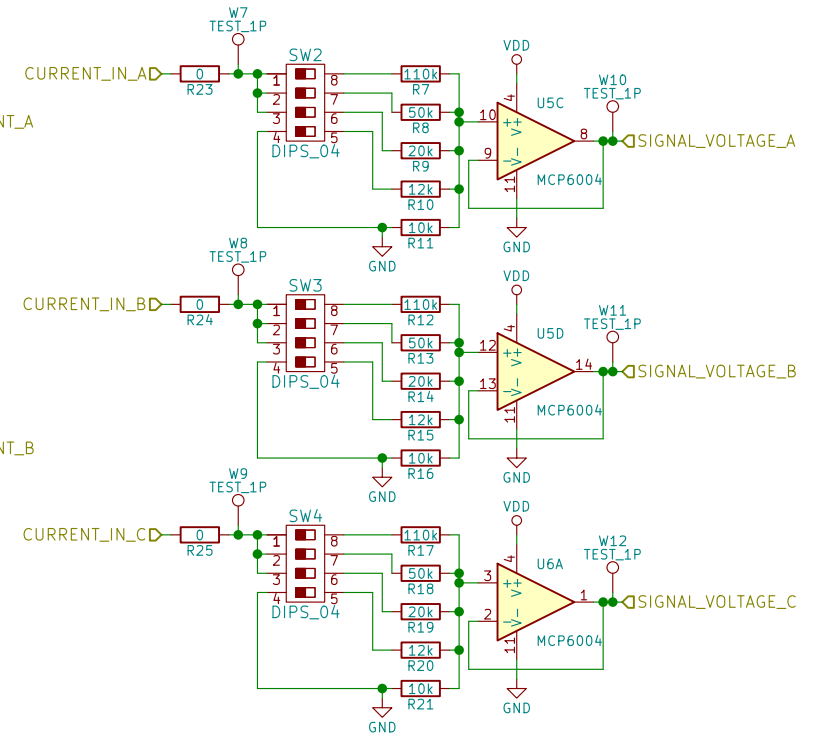 W7
TEST_1P
CURRENT_IN_A
0
R23
SW2
1 8
2 7
3 6
4 5
DIPS_04
110k
R7
50k
R8
20k
R9
12k
R10
10k
R11
GND
VDD
4
U5C
10 + V+
9 - V-
8
11
MCP6004
GND
W10
TEST_1P
SIGNAL_VOLTAGE_A
NT_A
W8
TEST_1P
CURRENT_IN_B
0
R24
SW3
1 8
2 7
3 6
4 5
DIPS_04
110k
R12
50k
R13
20k
R14
12k
R15
10k
R16
GND
VDD
4
U5D
12 + V+
13 - V-
14
11
MCP6004
GND
W11
TEST_1P
SIGNAL_VOLTAGE_B
NT_B
W9
TEST_1P
CURRENT_IN_C
0
R25
SW4
1 8
2 7
3 6
4 5
DIPS_04
110k
R17
50k
R18
20k
R19
12k
R20
10k
R21
GND
VDD
4
U6A
3 + V+
2 - V-
1
11
MCP6004
GND
W12
TEST_1P
SIGNAL_VOLTAGE_C